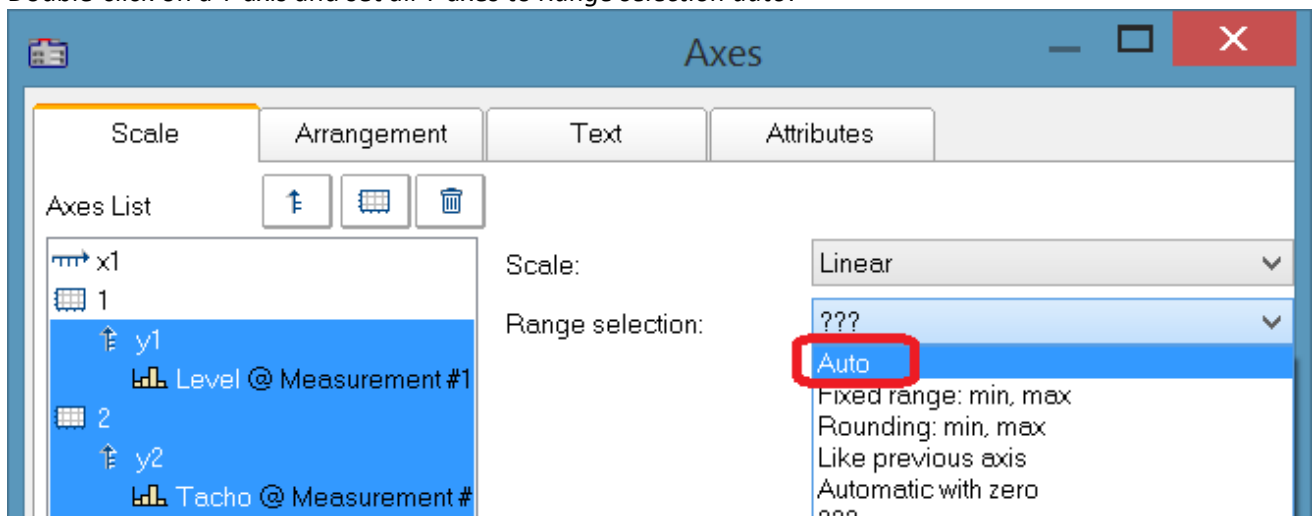 Axes
Scale Arrangement Text Attributes
Axes List
x1
Scale: Linear
1
Range selection: ???
y1
Auto
Level @ Measurement #1
Fixed range: min, max
2
Rounding: min, max
y2
Like previous axis
Tacho @ Measurement #
Automatic with zero